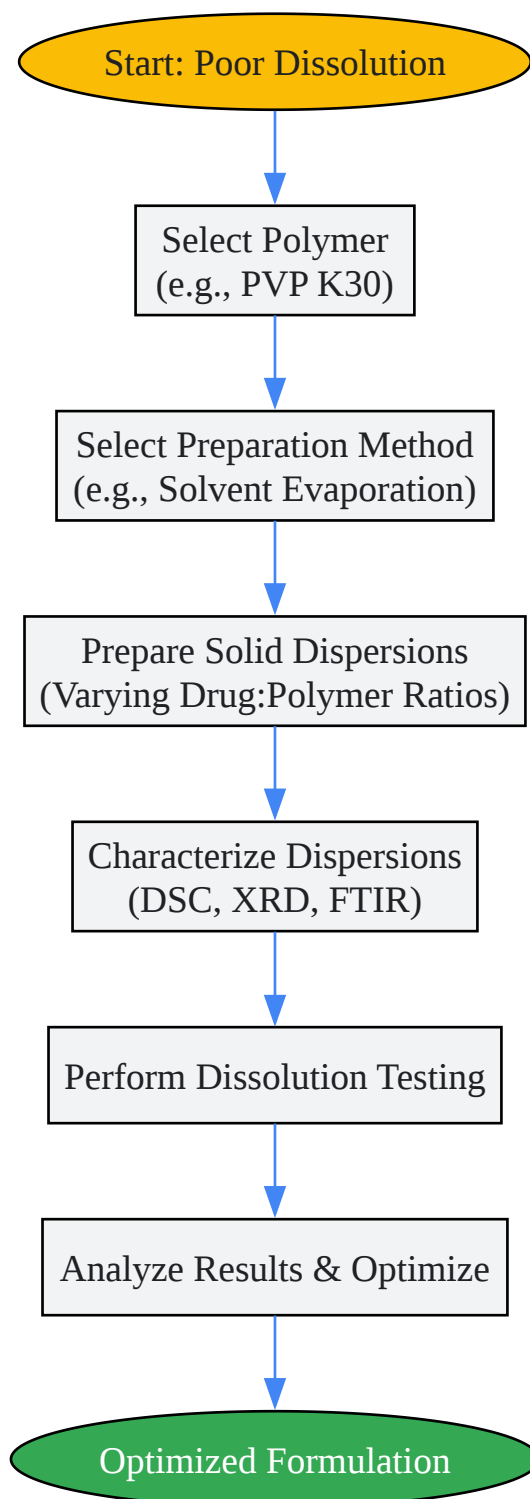 Start: Poor Dissolution
Select Polymer
(e.g., PVP K30)
Select Preparation Method
(e.g., Solvent Evaporation)
Prepare Solid Dispersions
(Varying Drug:Polymer Ratios)
Characterize Dispersions
(DSC, XRD, FTIR)
Perform Dissolution Testing
Analyze Results & Optimize
Optimized Formulation